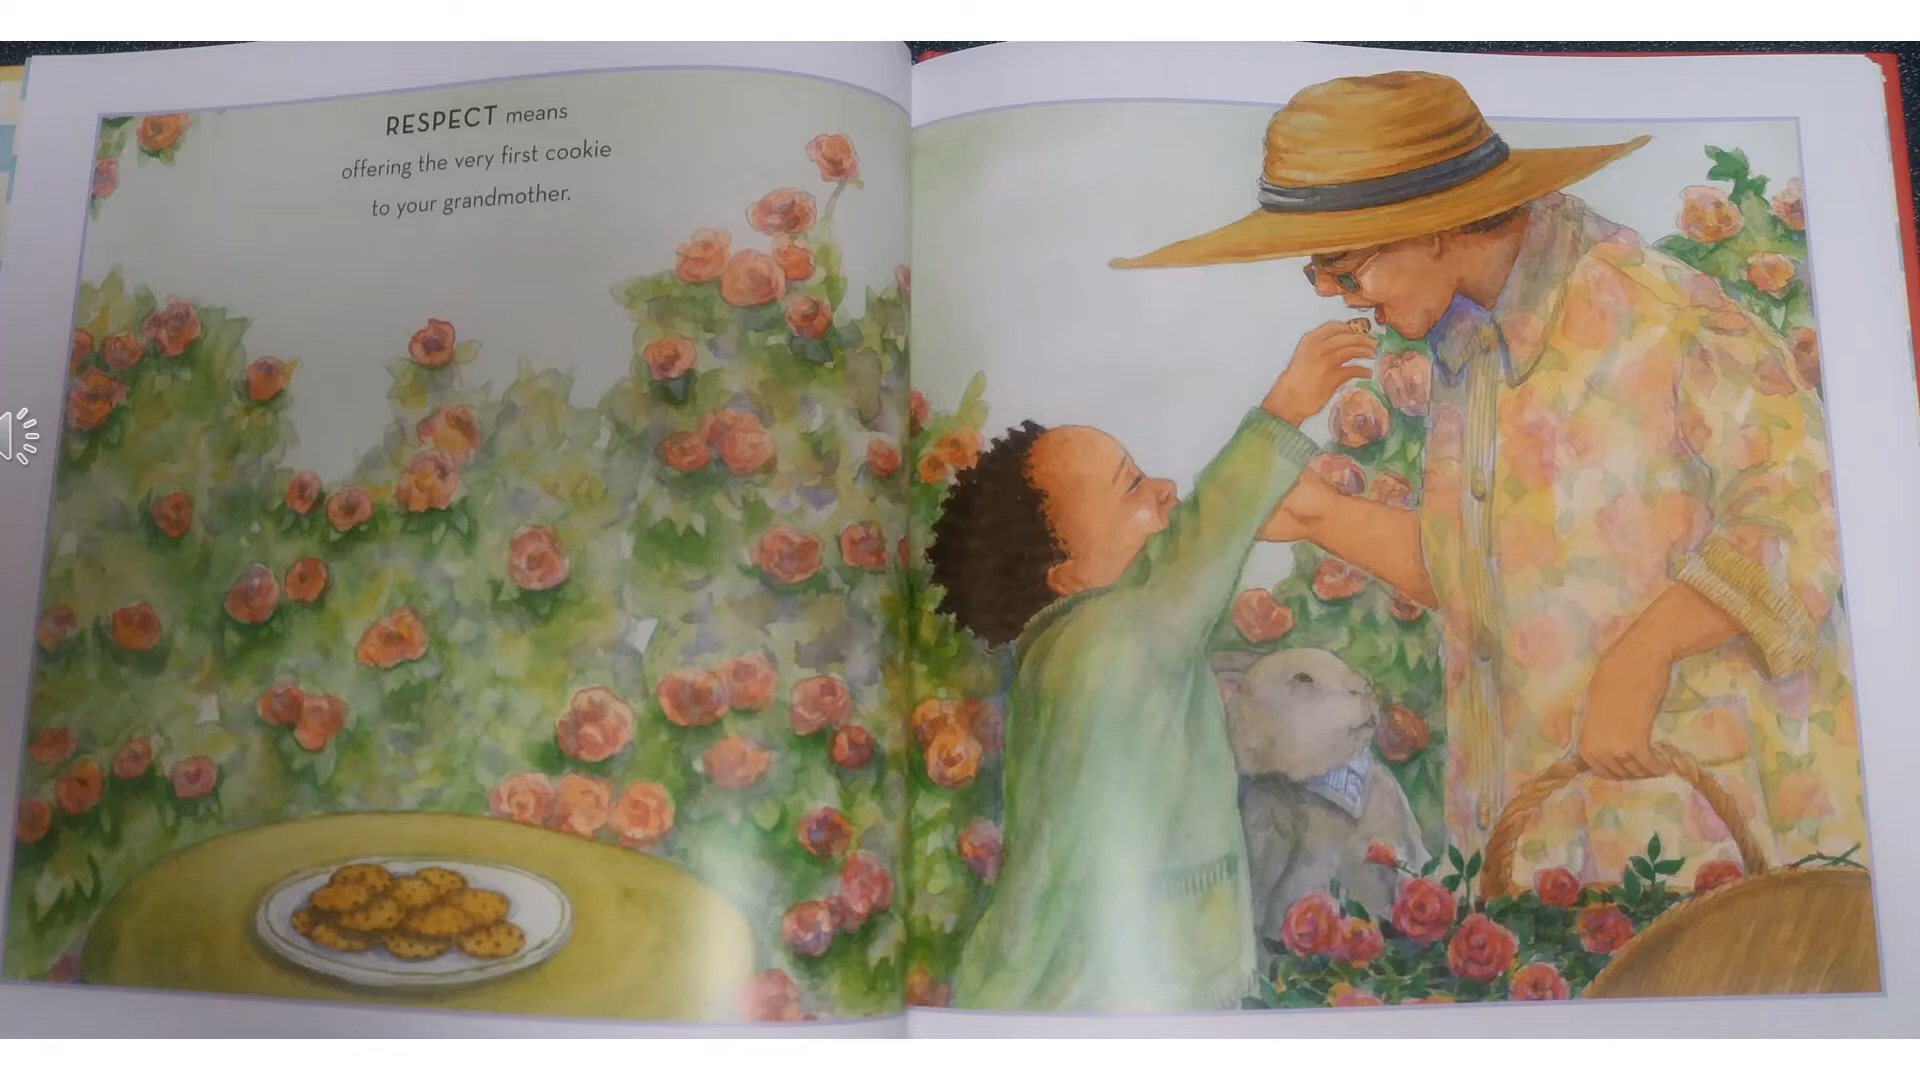 RESPECT means
offering the very first cookie
to your grandmother.